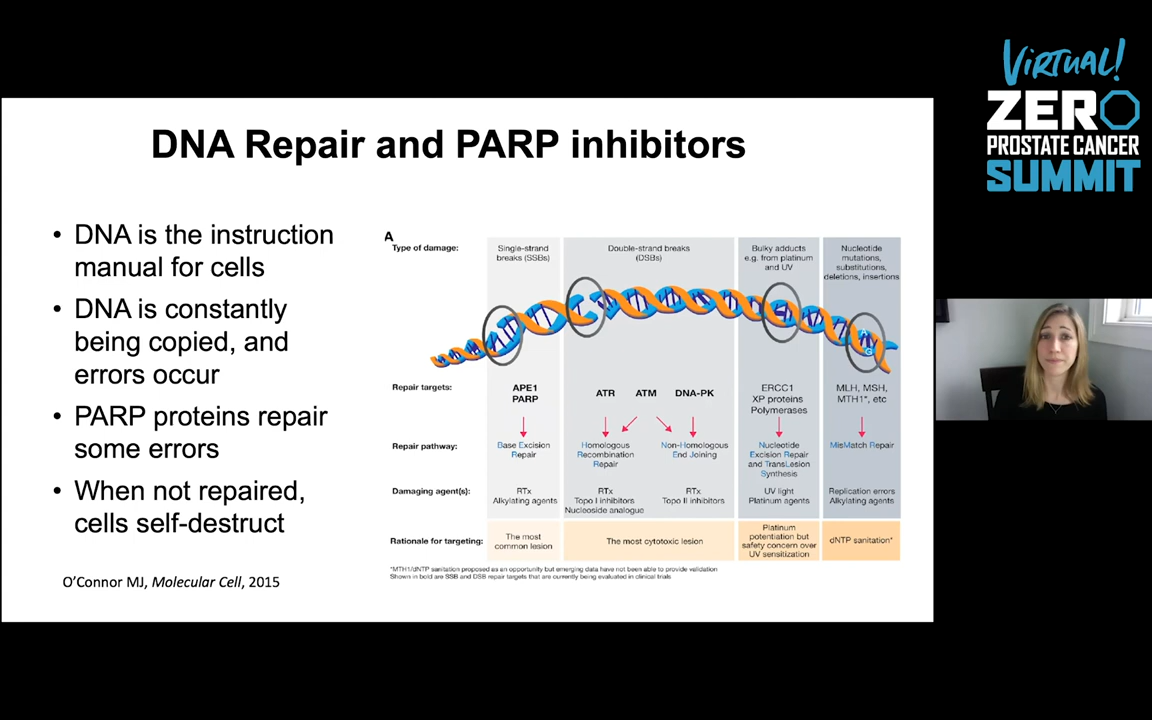 Virtual!
ZERO
PROSTATE CANCER
SUMMIT
DNA Repair and PARP inhibitors
• DNA is the instruction
manual for cells
• DNA is constantly
being copied, and
errors occur
• PARP proteins repair
some errors
• When not repaired,
cells self-destruct
O'Connor MJ, Molecular Cell, 2015
A
Type of damage:
Single-strand
breaks (SSBs)
Double-strand breaks
(DSBs)
Bulky adducts
e.g. from platinum
and UV
Nucleotide
mutations,
substitutions,
deletions, insertions
A
G
Repair targets:
APE1
PARP
ATR
ATM
DNA-PK
ERCC1
XP proteins
Polymerases
MLH, MSH,
MTH1*, etc
Repair pathway:
Base Excision
Repair
Homologous
Recombination
Repair
Non-Homologous
End Joining
Nucleotide
Excision Repair
and TransLesion
Synthesis
MisMatch Repair
Damaging agent(s):
RTx
Alkylating agents
RTx
Topo I inhibitors
Nucleoside analogue
RTx
Topo II inhibitors
UV light
Platinum agents
Replication errors
Alkylating agents
Rationale for targeting:
The most
common lesion
The most cytotoxic lesion
Platinum
potentiation but
safety concern over
UV sensitization
dNTP sanitation*
*MTH1/dNTP sanitation proposed as an opportunity but emerging data have not been able to provide validation
Shown in bold are SSB and DSB repair targets that are currently being evaluated in clinical trials